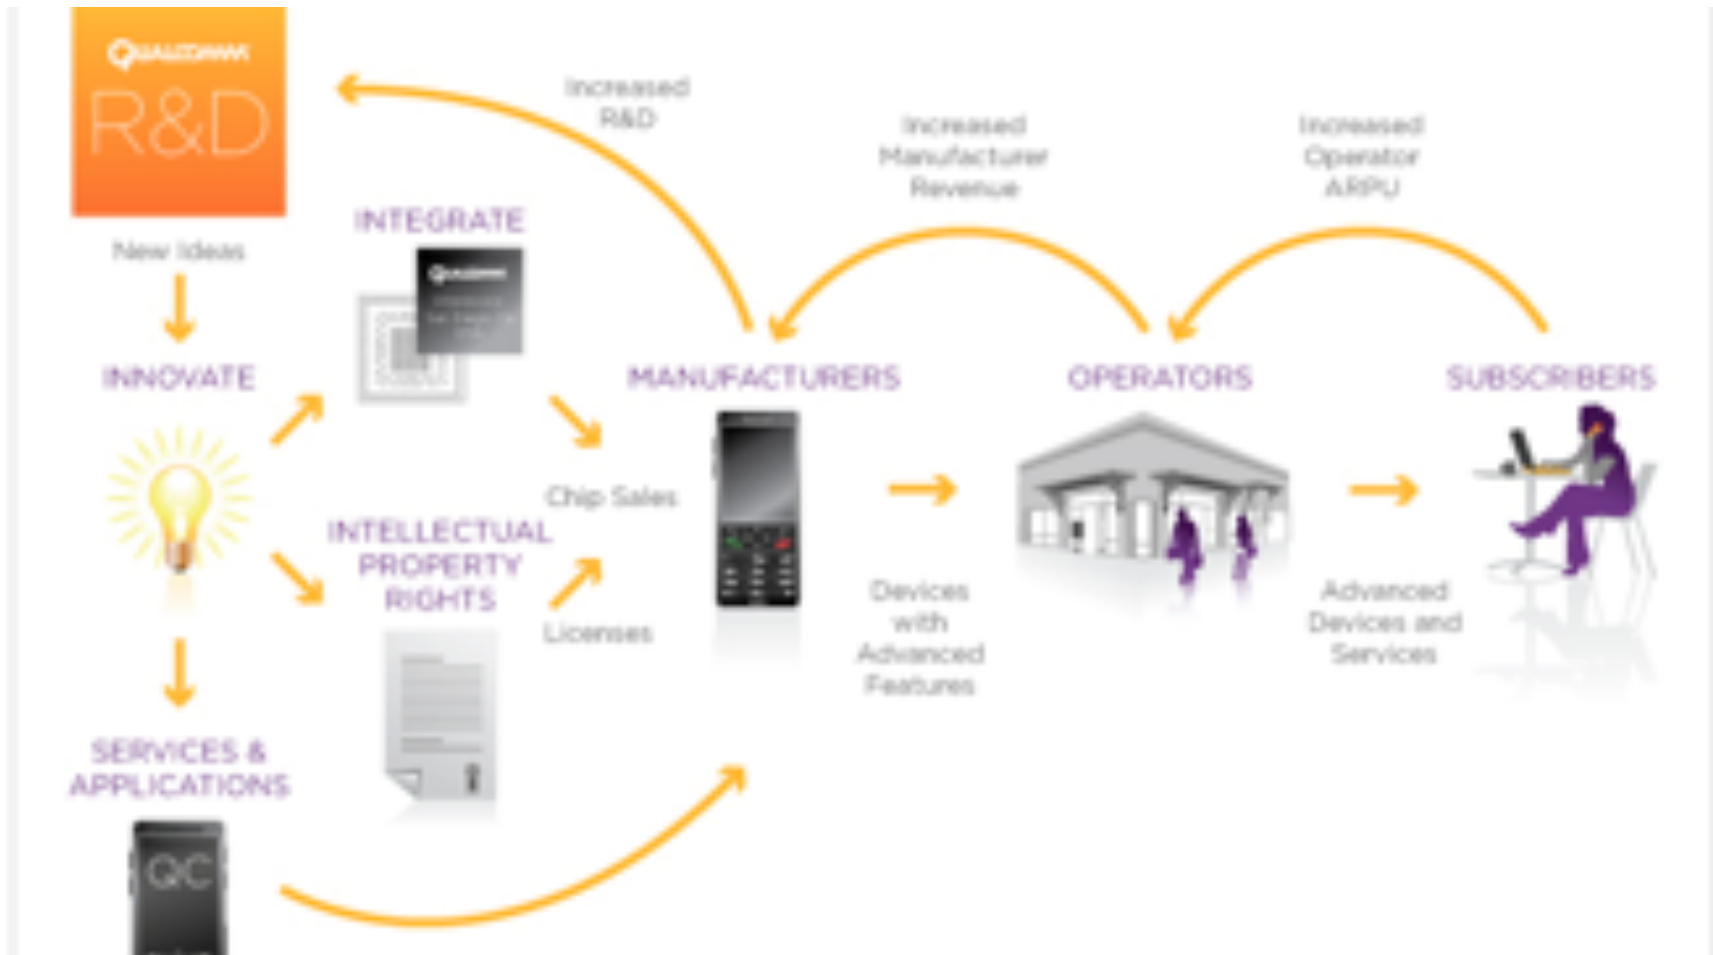 QUALCOMM
R&D
New Ideas
INNOVATE
INTEGRATE
QUALCOMM
INTELLECTUAL
PROPERTY
RIGHTS
Chip Sales
Licenses
SERVICES &
APPLICATIONS
QC
Increased
R&D
MANUFACTURERS
Devices
with
Advanced
Features
Increased
Manufacturer
Revenue
OPERATORS
Advanced
Devices and
Services
Increased
Operator
ARPU
SUBSCRIBERS